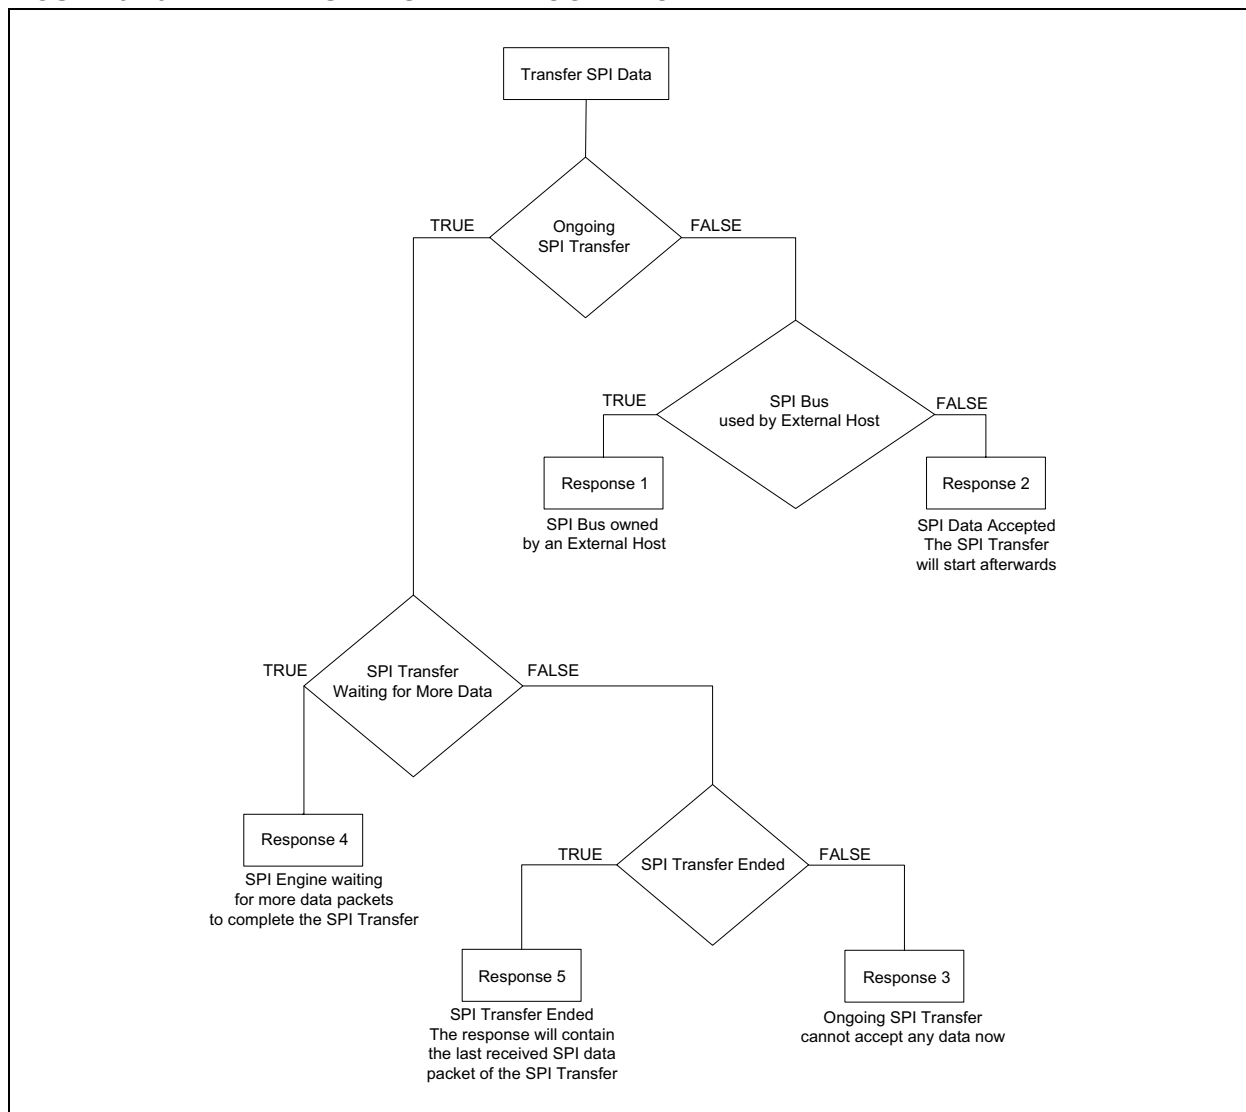 Transfer SPI Data
Ongoing
SPI Transfer
TRUE
FALSE
SPI Bus
used by External Host
TRUE
FALSE
Response 1
SPI Bus owned
by an External Host
Response 2
SPI Data Accepted
The SPI Transfer
will start afterwards
SPI Transfer
Waiting for More Data
TRUE
FALSE
Response 4
SPI Engine waiting
for more data packets
to complete the SPI Transfer
SPI Transfer Ended
TRUE
FALSE
Response 5
SPI Transfer Ended
The response will contain
the last received SPI data
packet of the SPI Transfer
Response 3
Ongoing SPI Transfer
cannot accept any data now